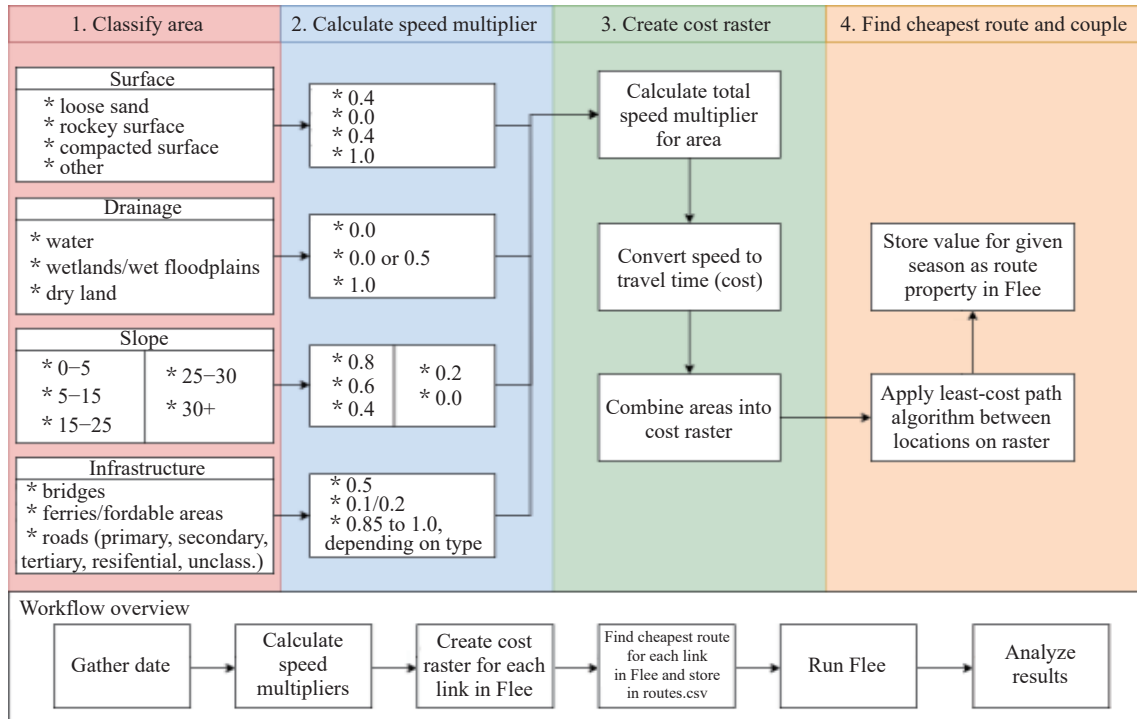 1. Classify area
2. Calculate speed multiplier
3. Create cost raster
4. Find cheapest route and couple
Surface
* loose sand
* rockey surface
* compacted surface
* other
* 0.4
* 0.0
* 0.4
* 1.0
Drainage
* water
* wetlands/wet floodplains
* dry land
* 0.0
* 0.0 or 0.5
* 1.0
Slope
* 0−5
* 5−15
* 15−25
* 25−30
* 30+
* 0.8
* 0.6
* 0.4
* 0.2
* 0.0
Infrastructure
* bridges
* ferries/fordable areas
* roads (primary, secondary,
tertiary, resifential, unclass.)
* 0.5
* 0.1/0.2
* 0.85 to 1.0,
depending on type
Calculate total
speed multiplier
for area
Convert speed to
travel time (cost)
Combine areas into
cost raster
Store value for given
season as route
property in Flee
Apply least-cost path
algorithm between
locations on raster
Workflow overview
Gather date
Calculate
speed
multipliers
Create cost
raster for each
link in Flee
Find cheapest route
for each link
in Flee and store
in routes.csv
Run Flee
Analyze
results